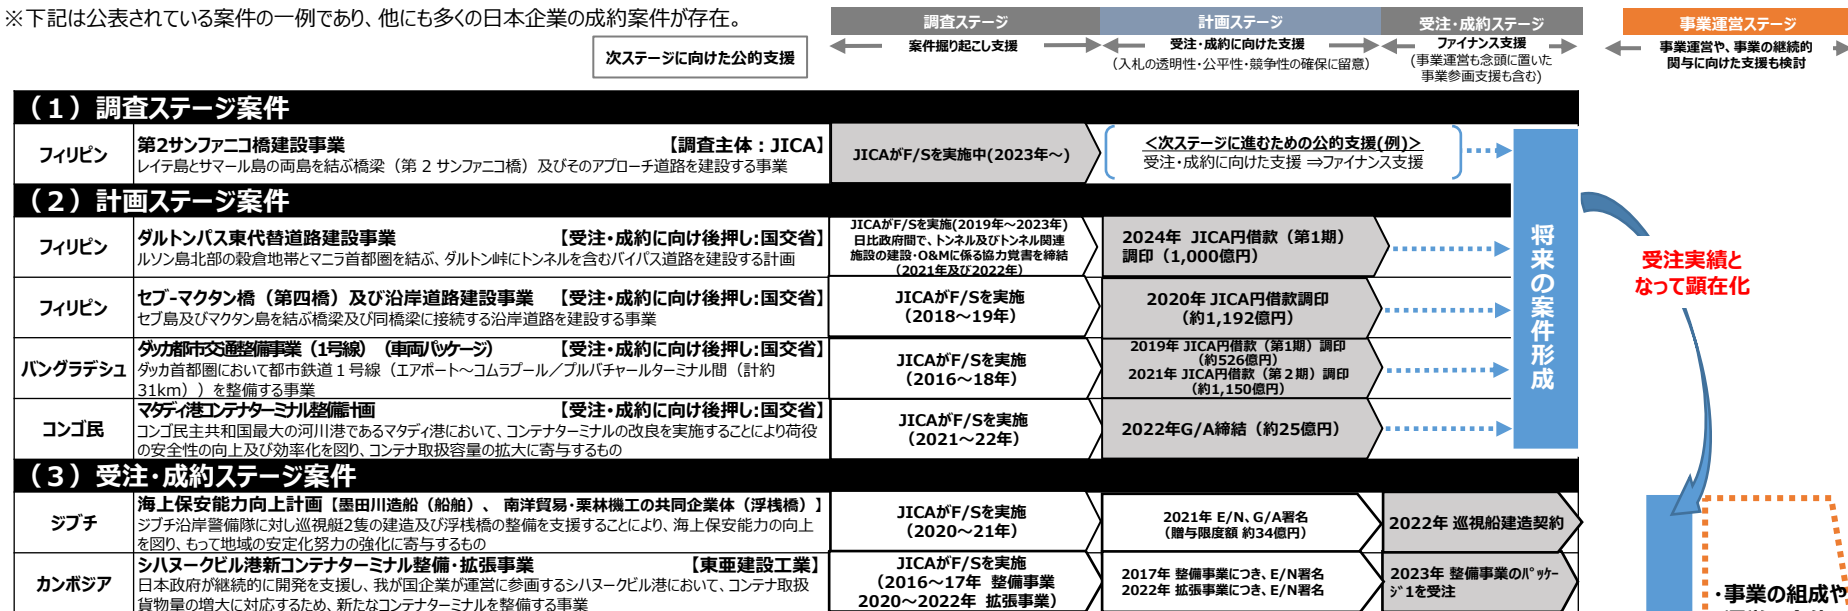 ※下記は公表されている案件の一例であり、他にも多くの日本企業の成約案件が存在。
次ステージに向けた公的支援
調査ステージ
案件掘り起こし支援
計画ステージ
受注・成約に向けた支援
（入札の透明性・公平性・競争性の確保に留意）
受注・成約ステージ
ファイナンス支援
（事業運営も念頭に置いた
事業参画支援も含む）
事業運営ステージ
事業運営や、事業の継続的
関与に向けた支援も検討
（１）調査ステージ案件
フィリピン
第2サンファニコ橋建設事業 【調査主体：JICA】
レイテ島とサマール島の両島を結ぶ橋梁（第２サンファニコ橋）及びそのアプローチ道路を建設する事業
JICAがF/Sを実施中(2023年～)
<次ステージに進むための公的支援(例)>
受注・成約に向けた支援 ⇒ファイナンス支援
（２）計画ステージ案件
フィリピン
ダルトンパス東代替道路建設事業 【受注・成約に向け後押し:国交省】
ルソン島北部の穀倉地帯とマニラ首都圏を結ぶ、ダルトン峠にトンネルを含むバイパス道路を建設する計画
JICAがF/Sを実施(2019年～2023年)
日比政府間で、トンネル及びトンネル関連
施設の建設・O&Mに係る協力覚書を締結
（2021年及び2022年）
2024年 JICA円借款（第1期）
調印（1,000億円）
フィリピン
セブ-マクタン橋（第四橋）及び沿岸道路建設事業 【受注・成約に向け後押し:国交省】
セブ島及びマクタン島を結ぶ橋梁及び同橋梁に接続する沿岸道路を建設する事業
JICAがF/Sを実施
（2018～19年）
2020年 JICA円借款調印
（約1,192億円）
バングラデシュ
ダッカ都市交通整備事業（1号線）（車両パッケージ） 【受注・成約に向け後押し:国交省】
ダッカ首都圏において都市鉄道１号線（エアポート～コムラプール／プルバチャールターミナル間（計約
31km））を整備する事業
JICAがF/Sを実施
（2016～18年）
2019年 JICA円借款（第1期）調印
（約526億円）
2021年 JICA円借款（第２期）調印
（約1,150億円）
コンゴ民
マタディ港コンテナターミナル整備計画 【受注・成約に向け後押し:国交省】
コンゴ民主共和国最大の河川港であるマタディ港において、コンテナターミナルの改良を実施することにより荷役
の安全性の向上及び効率化を図り、コンテナ取扱容量の拡大に寄与するもの
JICAがF/Sを実施
（2021～22年）
2022年G/A締結（約25億円）
将来の案件形成
受注実績と
なって顕在化
（３）受注・成約ステージ案件
ジブチ
海上保安能力向上計画【墨田川造船（船舶）、南洋貿易・栗林機工の共同企業体（浮桟橋）】
ジブチ沿岸警備隊に対し巡視艇2隻の建造及び浮桟橋の整備を支援することにより、海上保安能力の向上
を図り、もって地域の安定化努力の強化に寄与するもの
JICAがF/Sを実施
（2020～21年）
2021年 E/N、G/A署名
（贈与限度額 約34億円）
2022年 巡視船建造契約
カンボジア
シハヌークビル港新コンテナターミナル整備・拡張事業 【東亜建設工業】
日本政府が継続的に開発を支援し、我が国企業が運営に参画するシハヌークビル港において、コンテナ取扱
貨物量の増大に対応するため、新たなコンテナターミナルを整備する事業
JICAがF/Sを実施
（2016～17年 整備事業
2020～2022年 拡張事業）
2017年 整備事業につき、E/N署名
2022年 拡張事業につき、E/N署名
2023年 整備事業のﾊﾟｯｹｰ
ｼﾞ1を受注
・事業の組成や